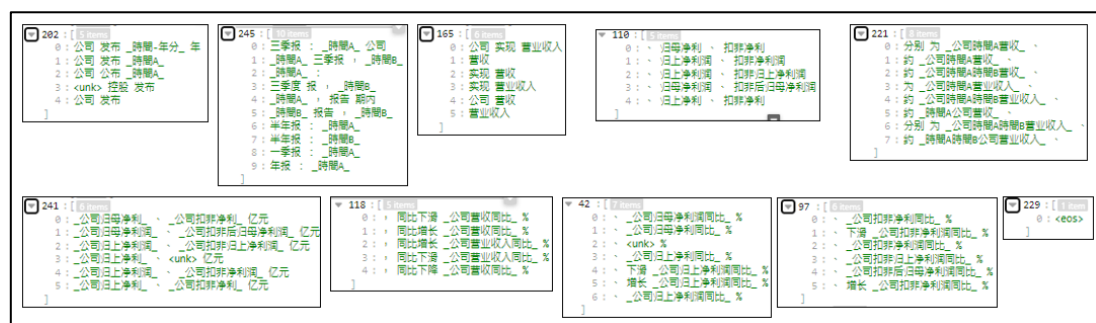 202 : [ 5 items
0 : 公司 发布 _時間-年分_ 年
1 : 公司 发布 _時間A_
2 : 公司 公布 _時間A_
3 : <unk> 控股 发布
4 : 公司 发布
]
245 : [ 10 items
0 : 三季报 : _時間A_ 公司
1 : _時間A_ 三季报 , _時間B_
2 : _時間A_ :
3 : 三季度 报 , _時間B_
4 : _時間A_ , 报告 期内
5 : _時間B_ 报告 , _時間B_
6 : 半年报 : _時間A_
7 : 半年报 : _時間B_
8 : 一季报 : _時間A_
9 : 年报 : _時間A_
]
165 : [ 6 items
0 : 公司 实现 营业收入
1 : 营收
2 : 实现 营收
3 : 实现 营业收入
4 : 公司 营收
5 : 营业收入
]
110 : [ 5 items
0 : 、 归母净利 、 扣非净利
1 : 、 归上净利润 、 扣非净利润
2 : 、 归上净利润 、 扣非归上净利润
3 : 、 归母净利润 、 扣非后归母净利润
4 : 、 归上净利 、 扣非净利
]
221 : [ 8 items
0 : 分别 为 _公司時間A营收_ 、
1 : 約 _公司時間A营收_ 、
2 : 約 _公司時間A時間B营收_ 、
3 : 为 _公司時間A营业收入_ 、
4 : 約 _公司時間A時間B营业收入_ 、
5 : 約 _時間A公司营收_ 、
6 : 分别 为 _公司時間A時間B营业收入_ 、
7 : 約 _時間A時間B公司营业收入_ 、
]
241 : [ 6 items
0 : _公司归母净利_ 、 _公司扣非净利_ 亿元
1 : _公司归母净利润_ 、 _公司扣非后归母净利润_ 亿元
2 : _公司归上净利润_ 、 _公司扣非归上净利润_ 亿元
3 : _公司归上净利_ 、 <unk> 亿元
4 : _公司归上净利润_ 、 _公司扣非净利润_ 亿元
5 : _公司归上净利_ 、 _公司扣非净利_ 亿元
]
118 : [ 5 items
0 : , 同比下滑 _公司营收同比_ %
1 : , 同比增长 _公司营收同比_ %
2 : , 同比增长 _公司营业收入同比_ %
3 : , 同比下滑 _公司营业收入同比_ %
4 : , 同比下降 _公司营收同比_ %
]
42 : [ 7 items
0 : 、 _公司归母净利润同比_ %
1 : 、 _公司归母净利同比_ %
2 : <unk> %
3 : 、 _公司归上净利同比_ %
4 : 、 下滑 _公司归上净利润同比_ %
5 : 、 增长 _公司归上净利润同比_ %
6 : 、 _公司归上净利润同比_ %
]
97 : [ 6 items
0 : 、 _公司扣非净利同比_ %
1 : 、 下滑 _公司扣非净利润同比_ %
2 : 、 _公司扣非净利润同比_ %
3 : 、 _公司扣非归上净利润同比_ %
4 : 、 _公司扣非后归母净利润同比_ %
5 : 、 增长 _公司扣非净利润同比_ %
]
229 : [ 1 item
0 : <eos>
]